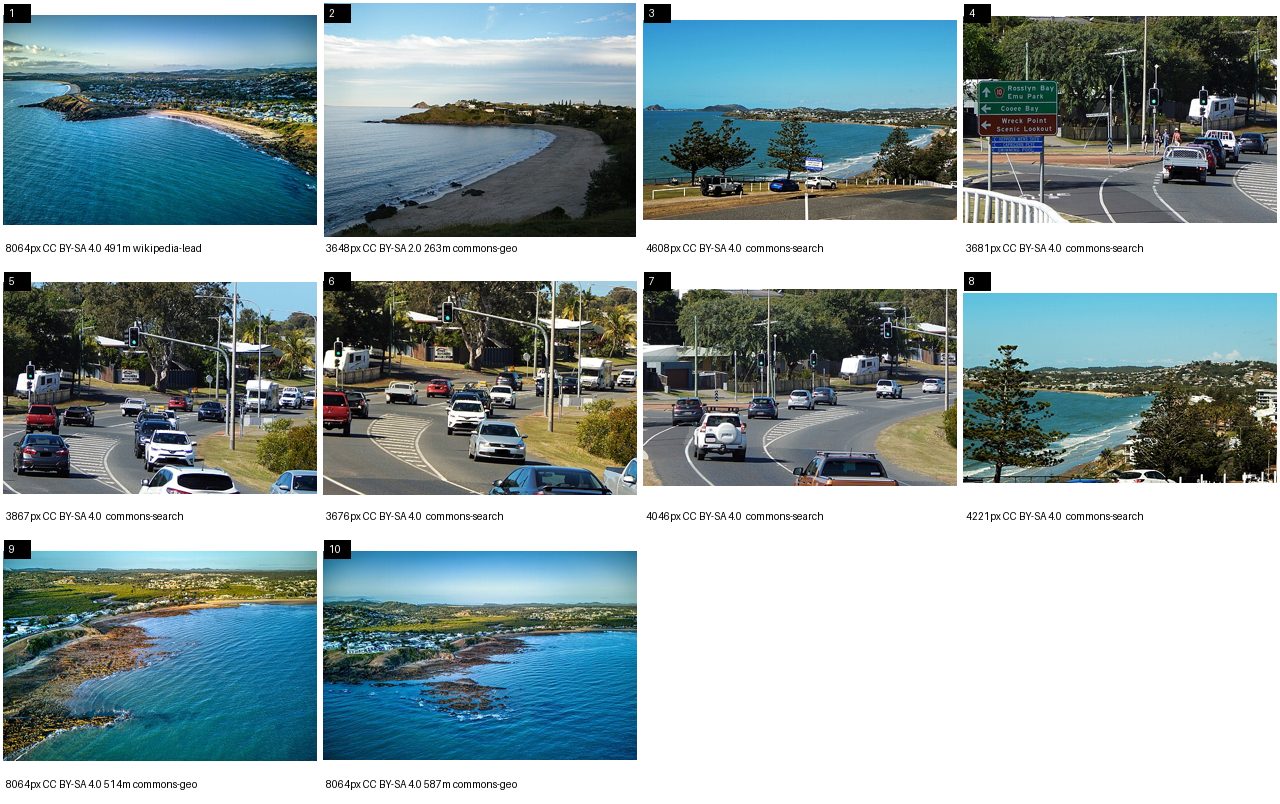 1
2
3
4
Rosslyn Bay
10
Emu Park
Cooee Bay
Wreck Point
Scenic Lookout
8064px CC BY-SA 4.0 491m wikipedia-lead
3648px CC BY-SA 2.0 263m commons-geo
4608px CC BY-SA 4.0 commons-search
3681px CC BY-SA 4.0 commons-search
5
6
7
8
3867px CC BY-SA 4.0 commons-search
3676px CC BY-SA 4.0 commons-search
4046px CC BY-SA 4.0 commons-search
4221px CC BY-SA 4.0 commons-search
9
10
8064px CC BY-SA 4.0 514m commons-geo
8064px CC BY-SA 4.0 587m commons-geo